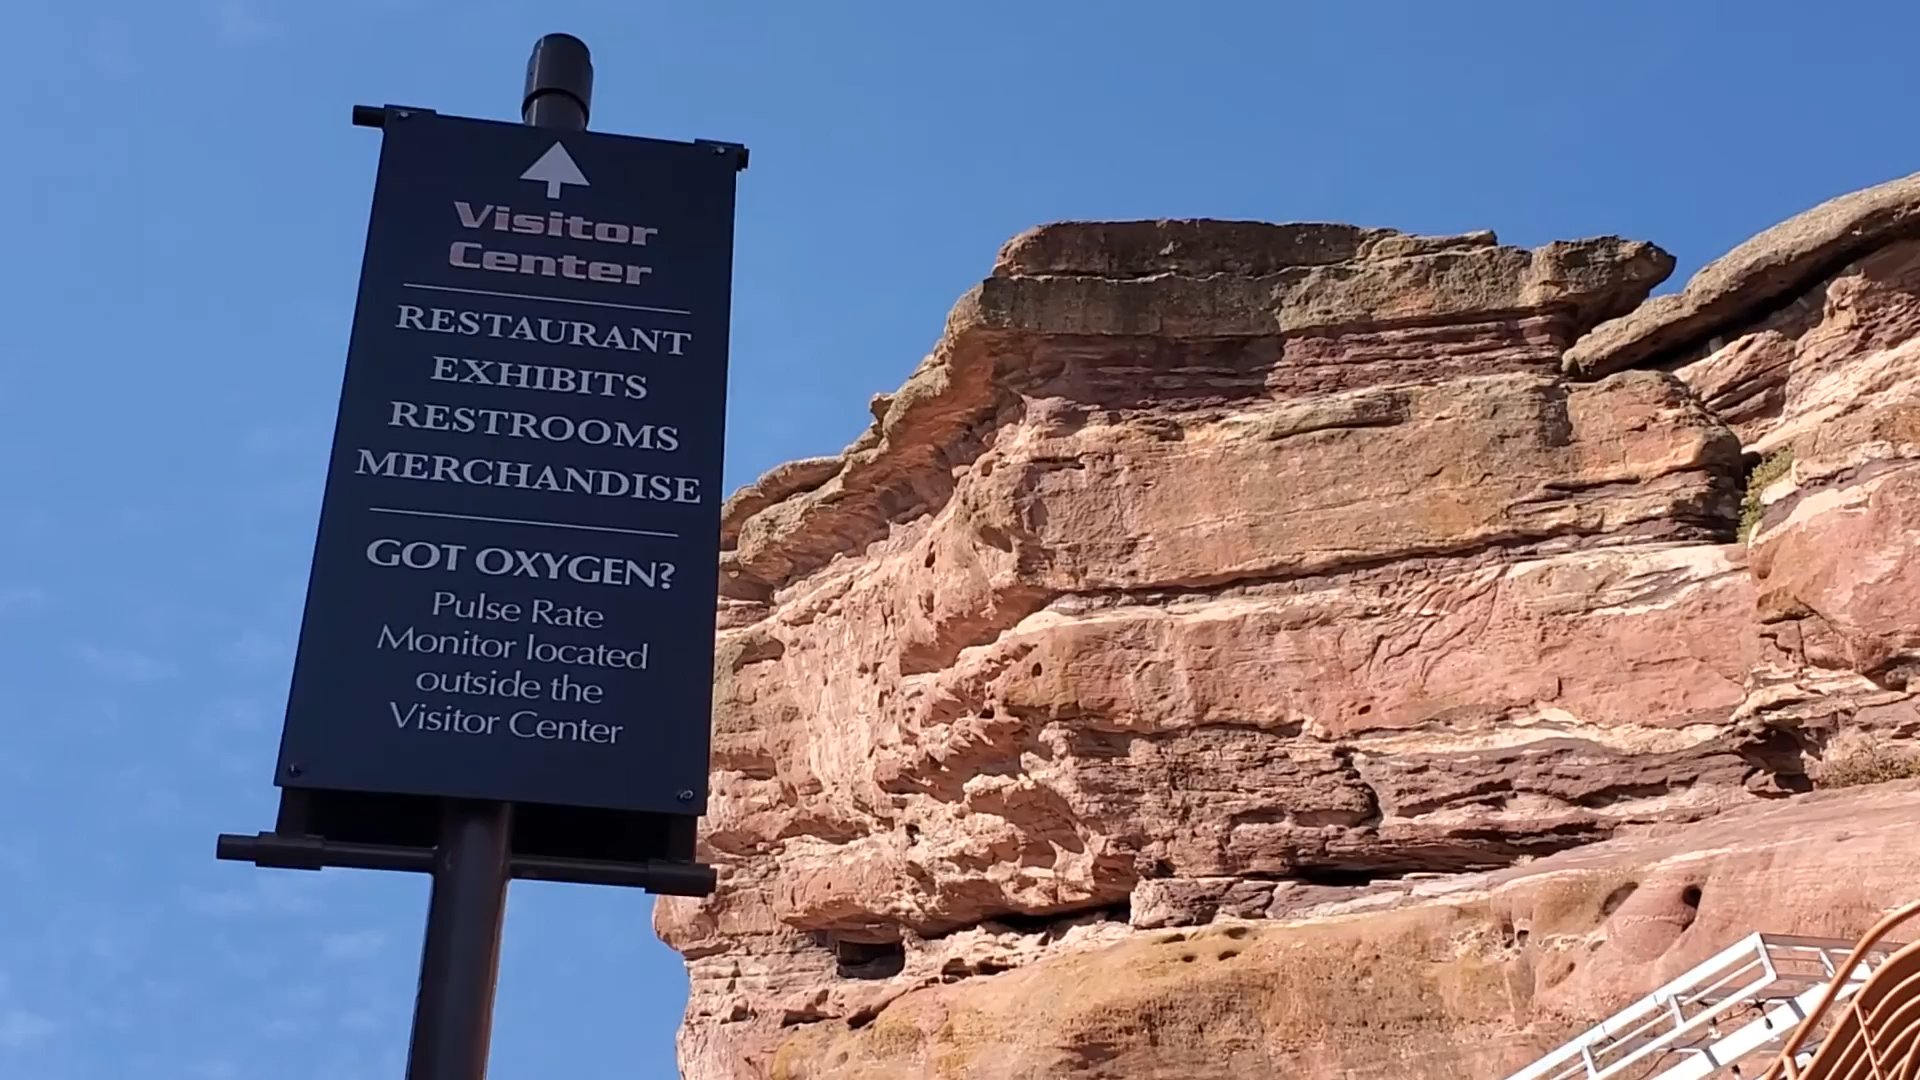 Visitor
Center
RESTAURANT
EXHIBITS
RESTROOMS
MERCHANDISE
GOT OXYGEN?
Pulse Rate
Monitor located
outside the
Visitor Center